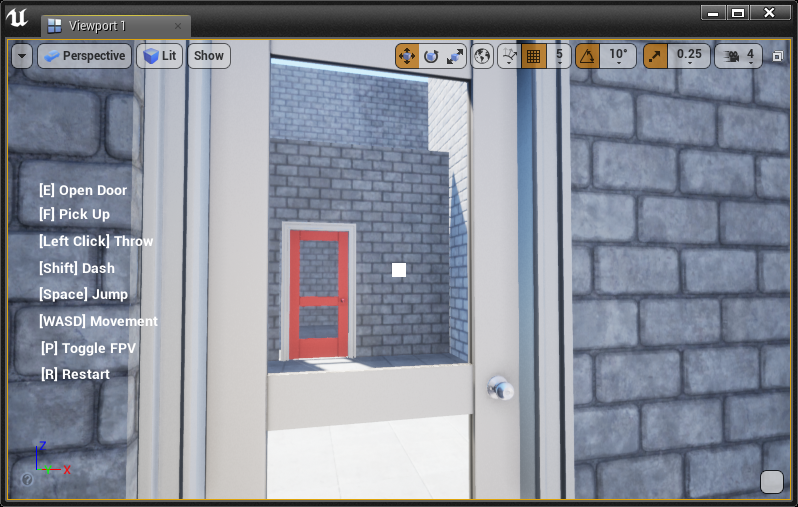 Viewport 1
Perspective
Lit
Show
5
10°
0.25
4
[E] Open Door
[F] Pick Up
[Left Click] Throw
[Shift] Dash
[Space] Jump
[WASD] Movement
[P] Toggle FPV
[R] Restart
Z
Y
X
?